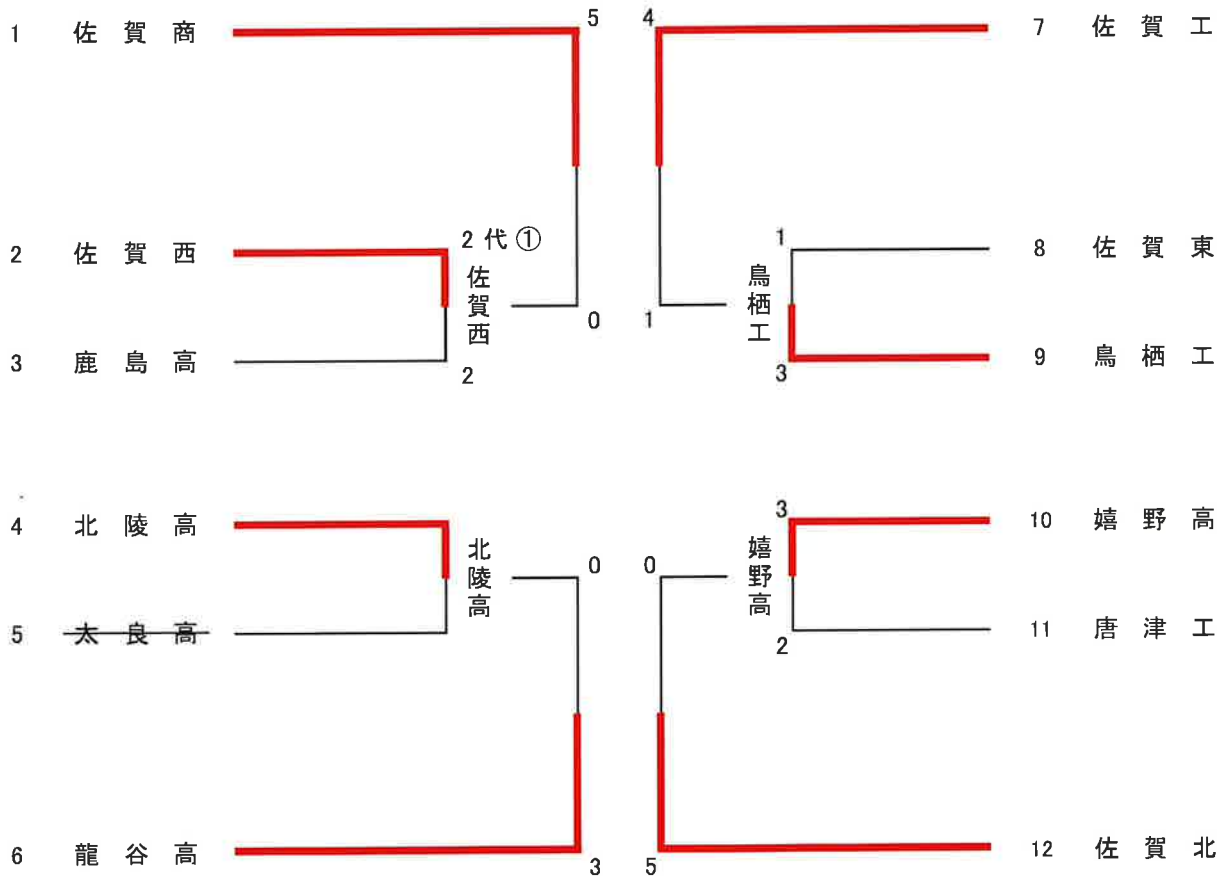 1 佐賀商 5 4 7 佐賀工
2 佐賀西 2 代① 1 8 佐賀東
佐賀西 0 1 鳥栖工
3 鹿島高 2 3 9 鳥栖工
4 北陵高 3 10 嬉野高
北陵高 0 0 嬉野高
5 太良高 2 11 唐津工
6 龍谷高 3 5 12 佐賀北